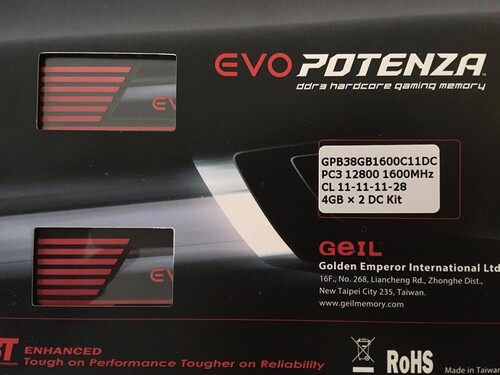 EVO POTENZA
DDR3 hardcore gaming memory
GPB38GB1600C11DC
PC3 12800 1600MHz
CL 11-11-11-28
4GB × 2 DC Kit
GeIL
Golden Emperor International Ltd
16F., No. 268, Liancheng Rd., Zhonghe Dist.,
New Taipei City 235, Taiwan.
www.geilmemory.com
ENHANCED
Tough on Performance Tougher on Reliability
RoHS
Made in Taiwan